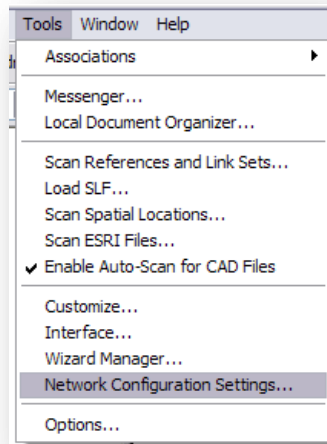 Tools Window Help
Associations
Messenger...
Local Document Organizer...
Scan References and Link Sets...
Load SLF...
Scan Spatial Locations...
Scan ESRI Files...
Enable Auto-Scan for CAD Files
Customize...
Interface...
Wizard Manager...
Network Configuration Settings...
Options...